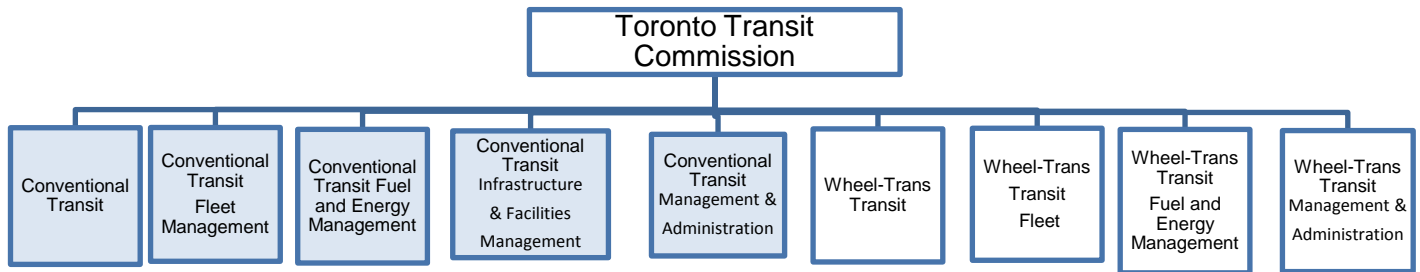 Toronto Transit
Commission
Conventional
Transit
Conventional
Transit
Fleet
Management
Conventional
Transit Fuel
and Energy
Management
Conventional
Transit
Infrastructure
& Facilities
Management
Conventional
Transit
Management &
Administration
Wheel-Trans
Transit
Wheel-Trans
Transit
Fleet
Wheel-Trans
Transit
Fuel and
Energy
Management
Wheel-Trans
Transit
Management &
Administration